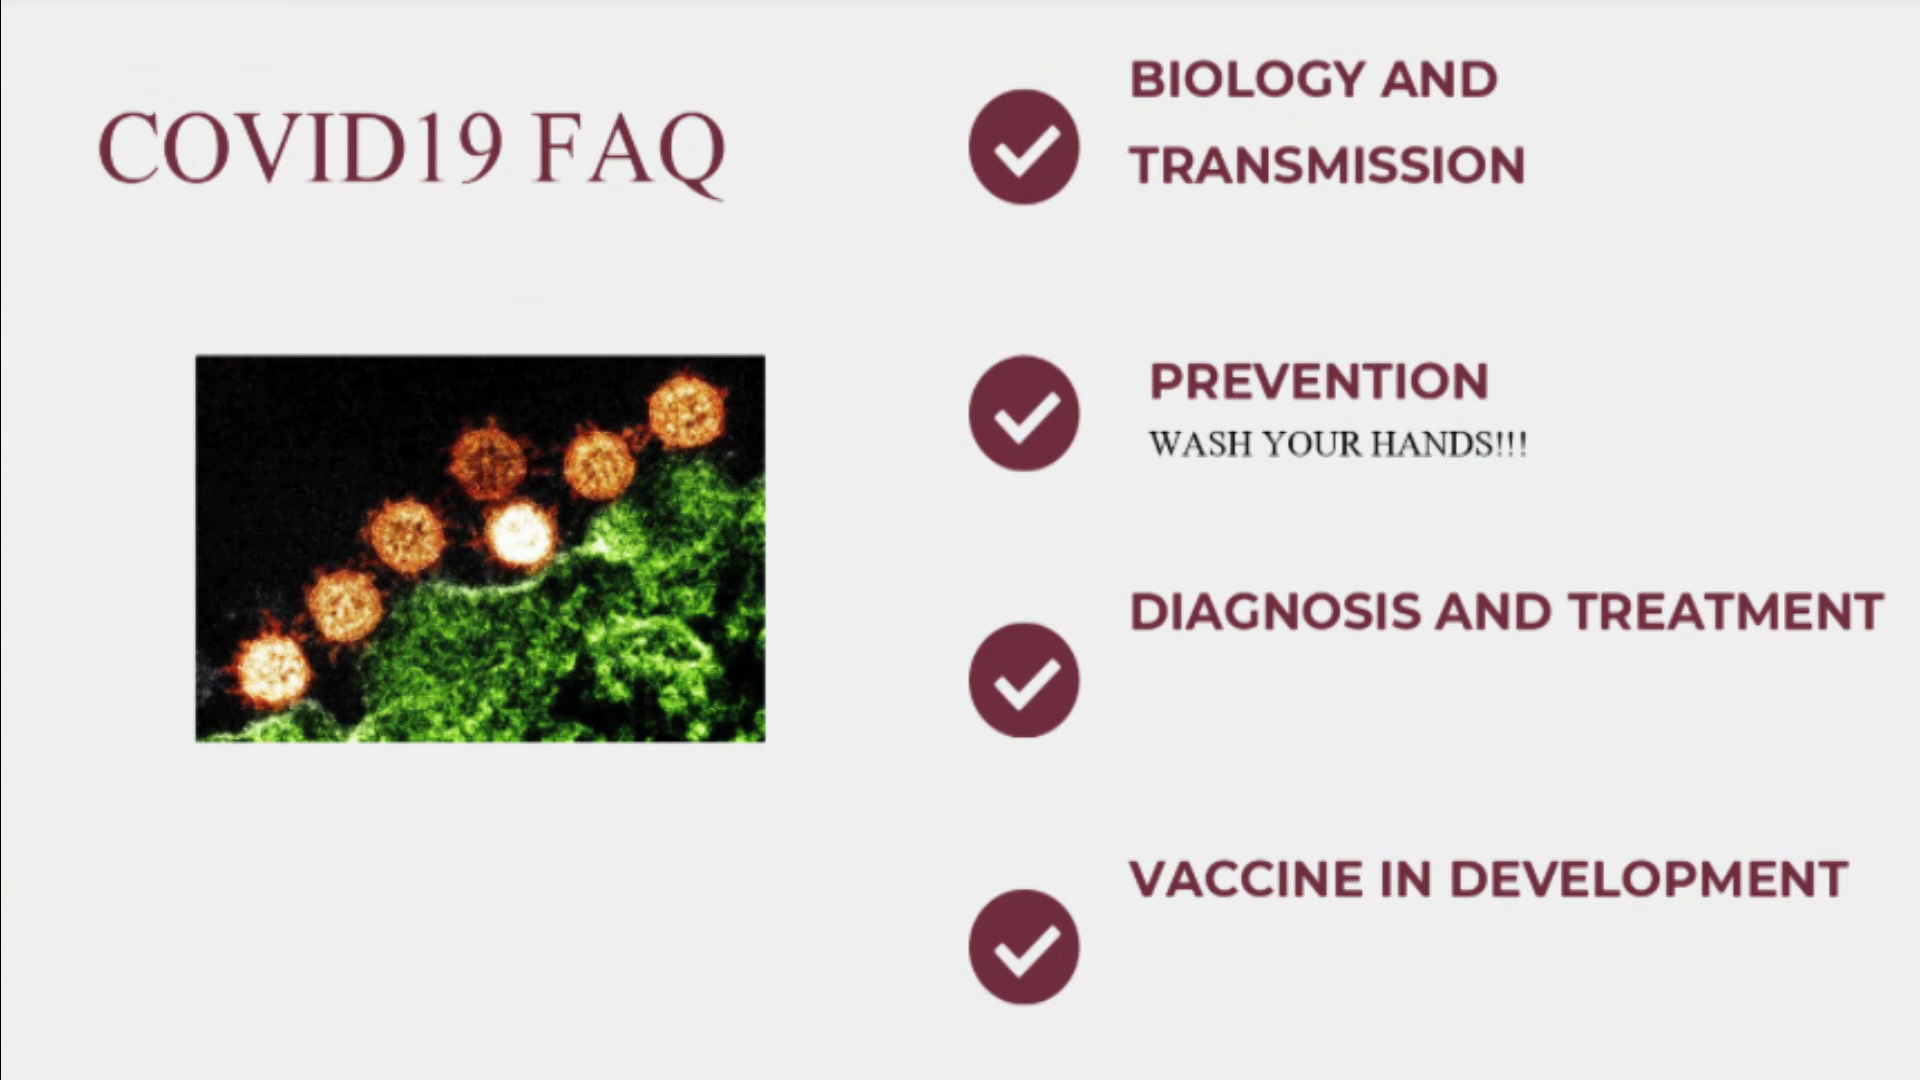 COVID19 FAQ
BIOLOGY AND
TRANSMISSION
PREVENTION
WASH YOUR HANDS!!!
DIAGNOSIS AND TREATMENT
VACCINE IN DEVELOPMENT